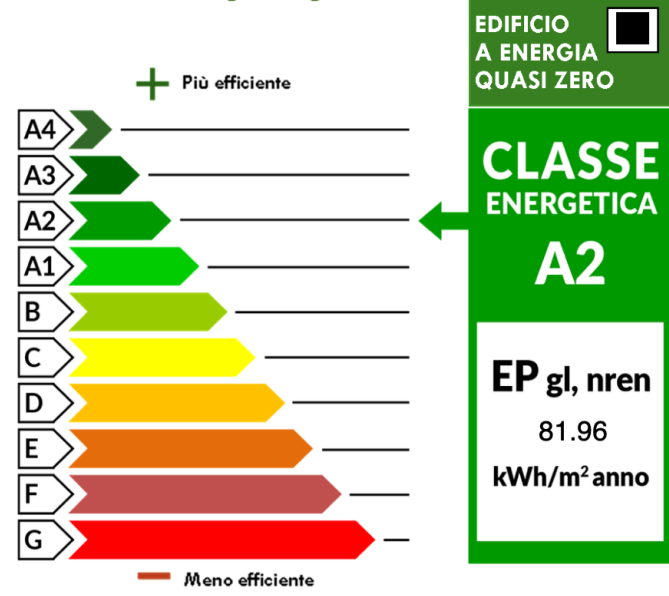 EDIFICIO
A ENERGIA
QUASI ZERO
Più efficiente
A4
A3
A2
A1
B
C
D
E
F
G
Meno efficiente
CLASSE
ENERGETICA
A2
EP gl, nren
81.96
kWh/m² anno